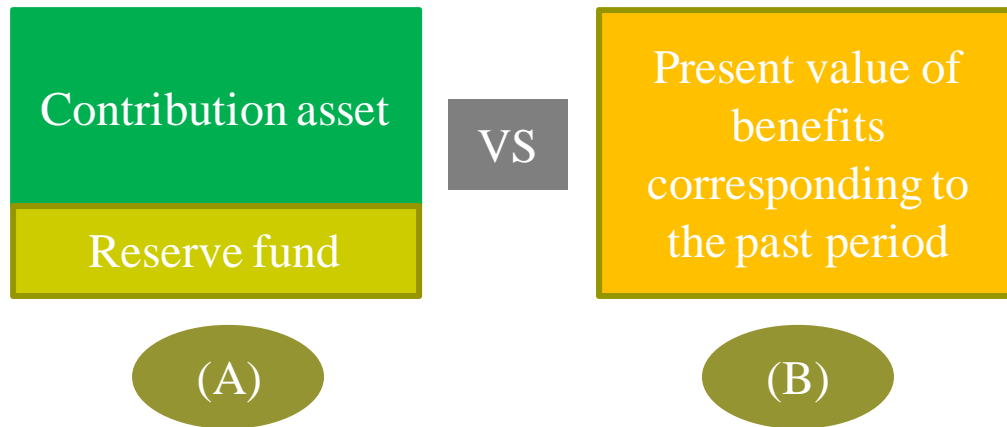 Contribution asset
Reserve fund
VS
Present value of
benefits
corresponding to
the past period
(A)
(B)